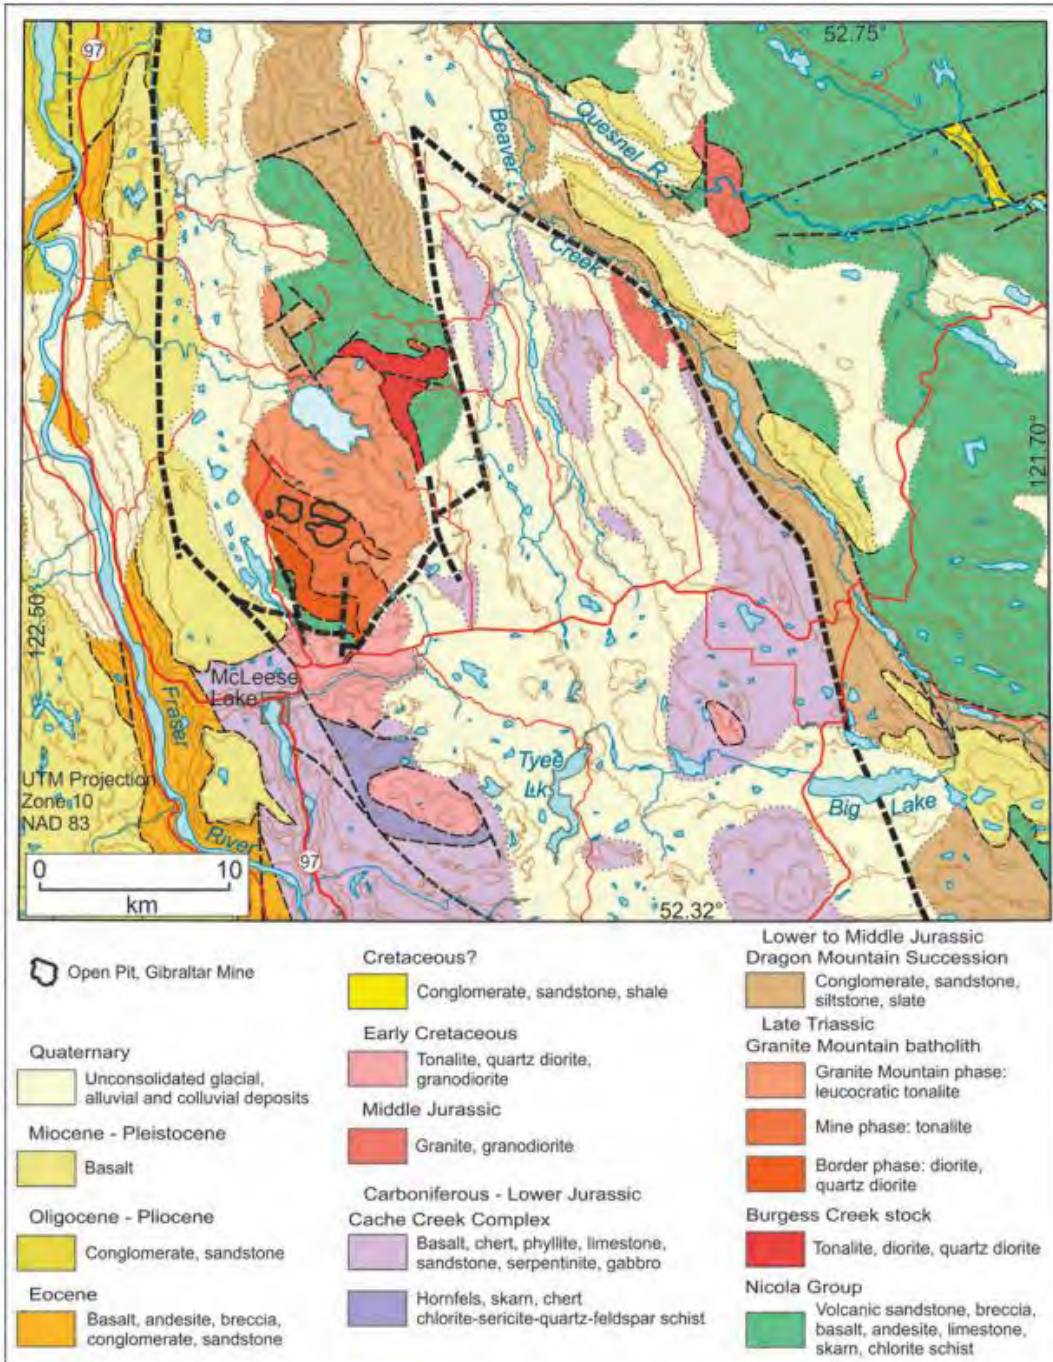 52.75°
97
Beaver
Quesnel R.
Creek
121.70°
122.50°
McLeese
Lake
Fraser
Tyee
Lk.
UTM Projection
Zone 10
NAD 83
Big Lake
River
0 10
km
97
52.32°
Open Pit, Gibraltar Mine
Quaternary
Unconsolidated glacial,
alluvial and colluvial deposits
Miocene - Pleistocene
Basalt
Oligocene - Pliocene
Conglomerate, sandstone
Eocene
Basalt, andesite, breccia,
conglomerate, sandstone
Cretaceous?
Conglomerate, sandstone, shale
Early Cretaceous
Tonalite, quartz diorite,
granodiorite
Middle Jurassic
Granite, granodiorite
Carboniferous - Lower Jurassic
Cache Creek Complex
Basalt, chert, phyllite, limestone,
sandstone, serpentinite, gabbro
Hornfels, skarn, chert
chlorite-sericite-quartz-feldspar schist
Lower to Middle Jurassic
Dragon Mountain Succession
Conglomerate, sandstone,
siltstone, slate
Late Triassic
Granite Mountain batholith
Granite Mountain phase:
leucocratic tonalite
Mine phase: tonalite
Border phase: diorite,
quartz diorite
Burgess Creek stock
Tonalite, diorite, quartz diorite
Nicola Group
Volcanic sandstone, breccia,
basalt, andesite, limestone,
skarn, chlorite schist